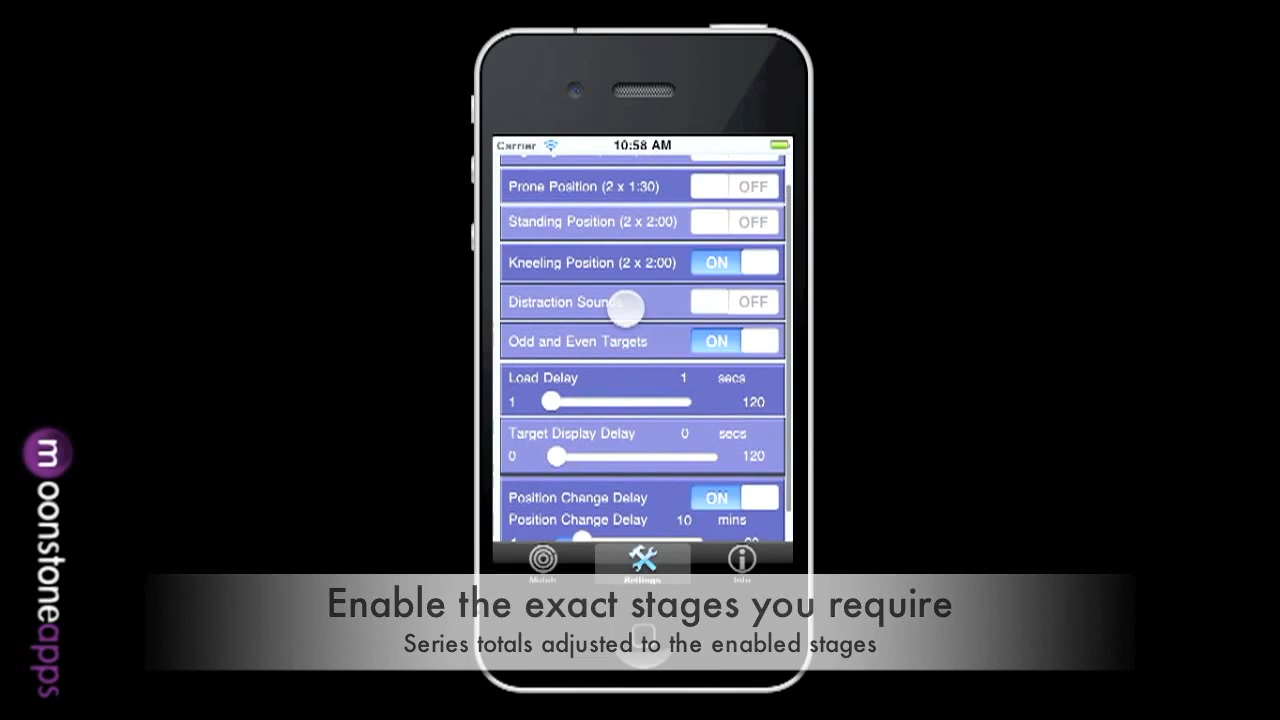 Carrier 10:58 AM
Prone Position (2 x 1:30) OFF
Standing Position (2 x 2:00) OFF
Kneeling Position (2 x 2:00) ON
Distraction Sounds OFF
Odd and Even Targets ON
Load Delay 1 secs
1 120
Target Display Delay 0 secs
0 120
Position Change Delay ON
Position Change Delay 10 mins
Match Settings Info
Enable the exact stages you require
Series totals adjusted to the enabled stages
moonstoneapps